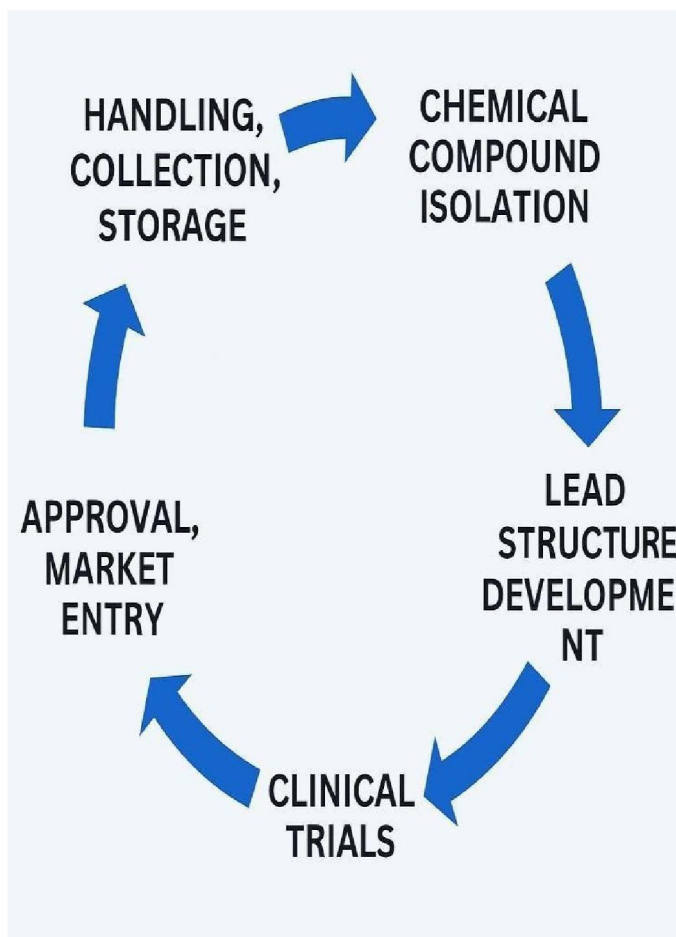 HANDLING,
COLLECTION,
STORAGE
CHEMICAL
COMPOUND
ISOLATION
LEAD
STRUCTURE
DEVELOPME
NT
CLINICAL
TRIALS
APPROVAL,
MARKET
ENTRY